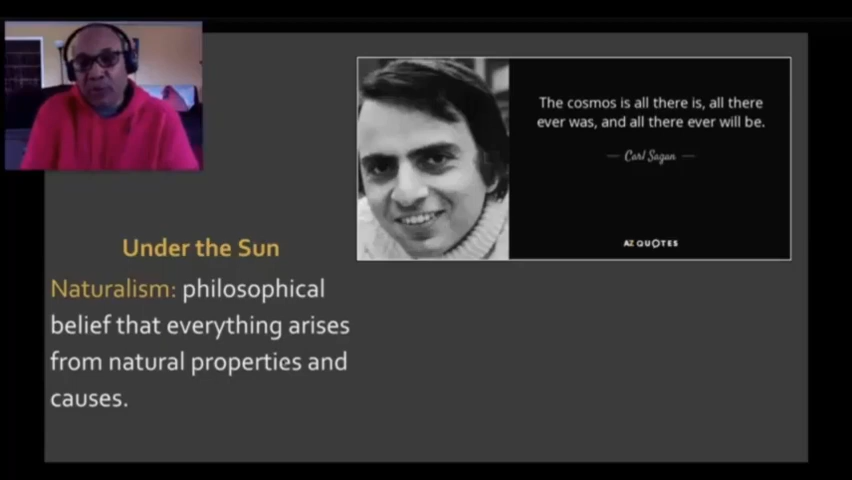 The cosmos is all there is, all there
ever was, and all there ever will be.
— Carl Sagan —
AZ QUOTES
Under the Sun
Naturalism: philosophical
belief that everything arises
from natural properties and
causes.